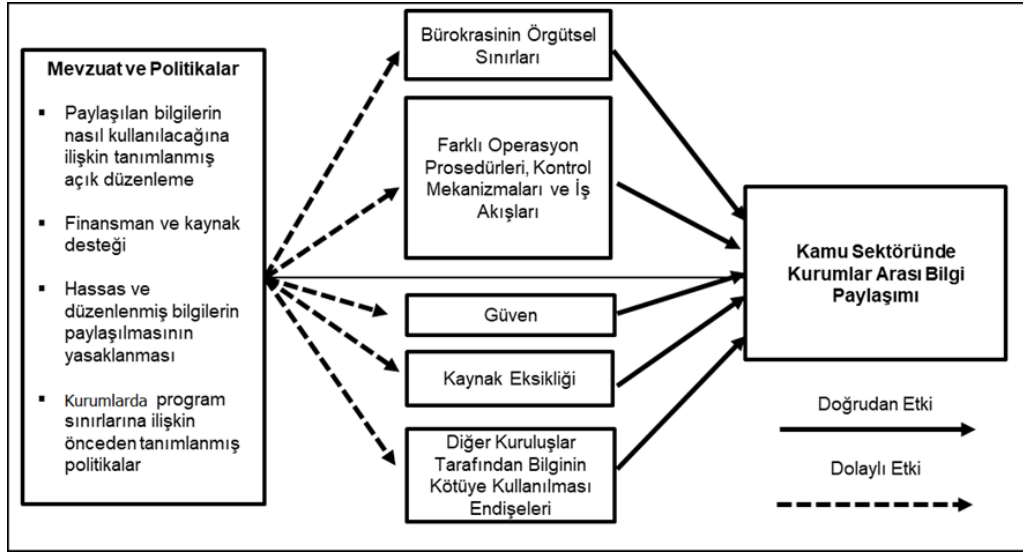 Mevzuat ve Politikalar
▪ Paylaşılan bilgilerin
nasıl kullanılacağına
ilişkin tanımlanmış
açık düzenleme
▪ Finansman ve kaynak
desteği
▪ Hassas ve
düzenlenmiş bilgilerin
paylaşılmasının
yasaklanması
▪ Kurumlarda program
sınırlarına ilişkin
önceden tanımlanmış
politikalar
Bürokrasinin Örgütsel
Sınırları
Farklı Operasyon
Prosedürleri, Kontrol
Mekanizmaları ve İş
Akışları
Güven
Kaynak Eksikliği
Diğer Kuruluşlar
Tarafından Bilginin
Kötüye Kullanılması
Endişeleri
Kamu Sektöründe
Kurumlar Arası Bilgi
Paylaşımı
Doğrudan Etki
Dolaylı Etki